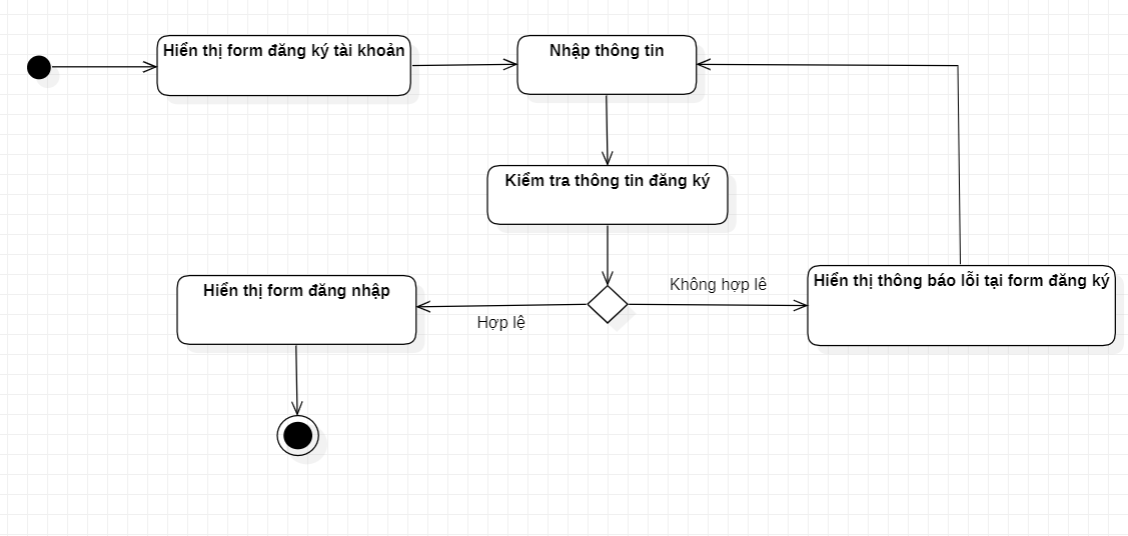 Hiển thị form đăng ký tài khoản
Nhập thông tin
Kiểm tra thông tin đăng ký
Không hợp lê
Hiển thị thông báo lỗi tại form đăng ký
Hiển thị form đăng nhập
Hợp lệ